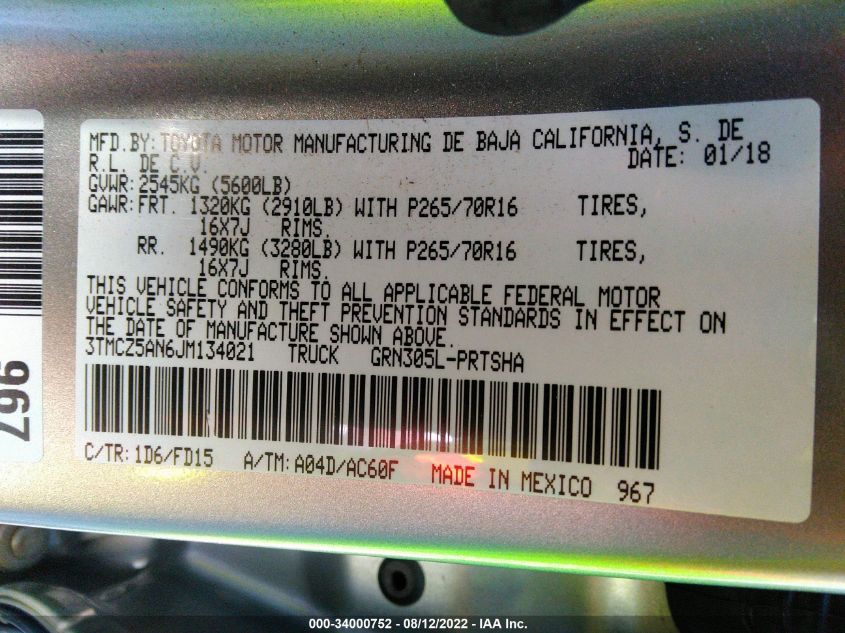 MFD.BY:TOYOTA MOTOR MANUFACTURING DE BAJA CALIFORNIA, S. DE
R.L. DE C.V. DATE: 01/18
GVWR:2545KG (5600LB)
GAWR:FRT. 1320KG (2910LB) WITH P265/70R16 TIRES,
16X7J RIMS.
RR. 1490KG (3280LB) WITH P265/70R16 TIRES,
16X7J RIMS.
THIS VEHICLE CONFORMS TO ALL APPLICABLE FEDERAL MOTOR
VEHICLE SAFETY AND THEFT PREVENTION STANDARDS IN EFFECT ON
THE DATE OF MANUFACTURE SHOWN ABOVE.
3TMCZ5AN6JM134021 TRUCK GRN305L-PRTSHA
C/TR:1D6/FD15 A/TM:A04D/AC60F MADE IN MEXICO 967
967
000-34000752 - 08/12/2022 - IAA Inc.